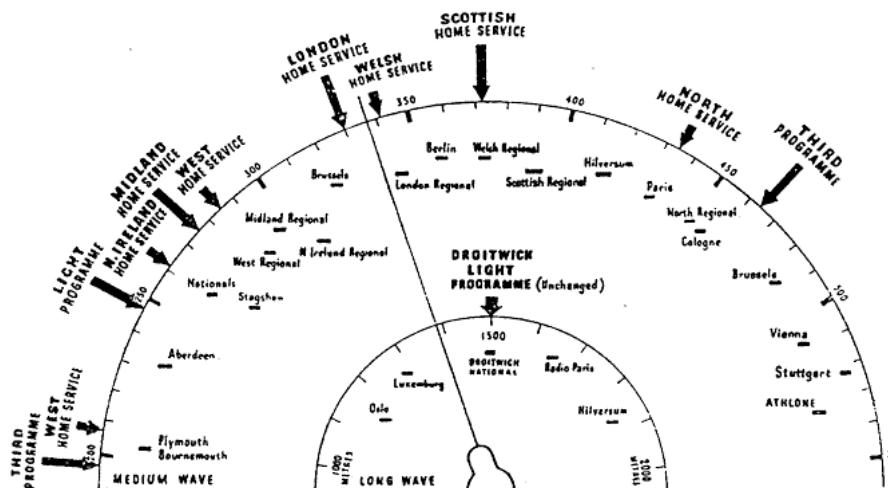 SCOTTISH
HOME SERVICE
LONDON
HOME SERVICE
WELSH
HOME SERVICE
NORTH
HOME SERVICE
THIRD
PROGRAMME
MIDLAND
HOME SERVICE
WEST
HOME SERVICE
N. IRELAND
HOME SERVICE
LIGHT
PROGRAMME
WEST
HOME SERVICE
THIRD
PROGRAMME
200
250
300
350
400
450
500
Brussels
Berlin
Welsh Regional
London Regional
Scottish Regional
Hilversum
Paris
Midland Regional
North Regional
N Ireland Regional
Cologne
West Regional
Nationals
Stagshaw
Brussels
Aberdeen
Vienna
Stuttgart
ATHLONE
Plymouth
Bournemouth
MEDIUM WAVE
DROITWICH
LIGHT
PROGRAMME (Unchanged)
1500
DROITWICH
NATIONAL
Radio Paris
Luxemburg
Oslo
Hilversum
1000
METRES
2000
METRES
LONG WAVE